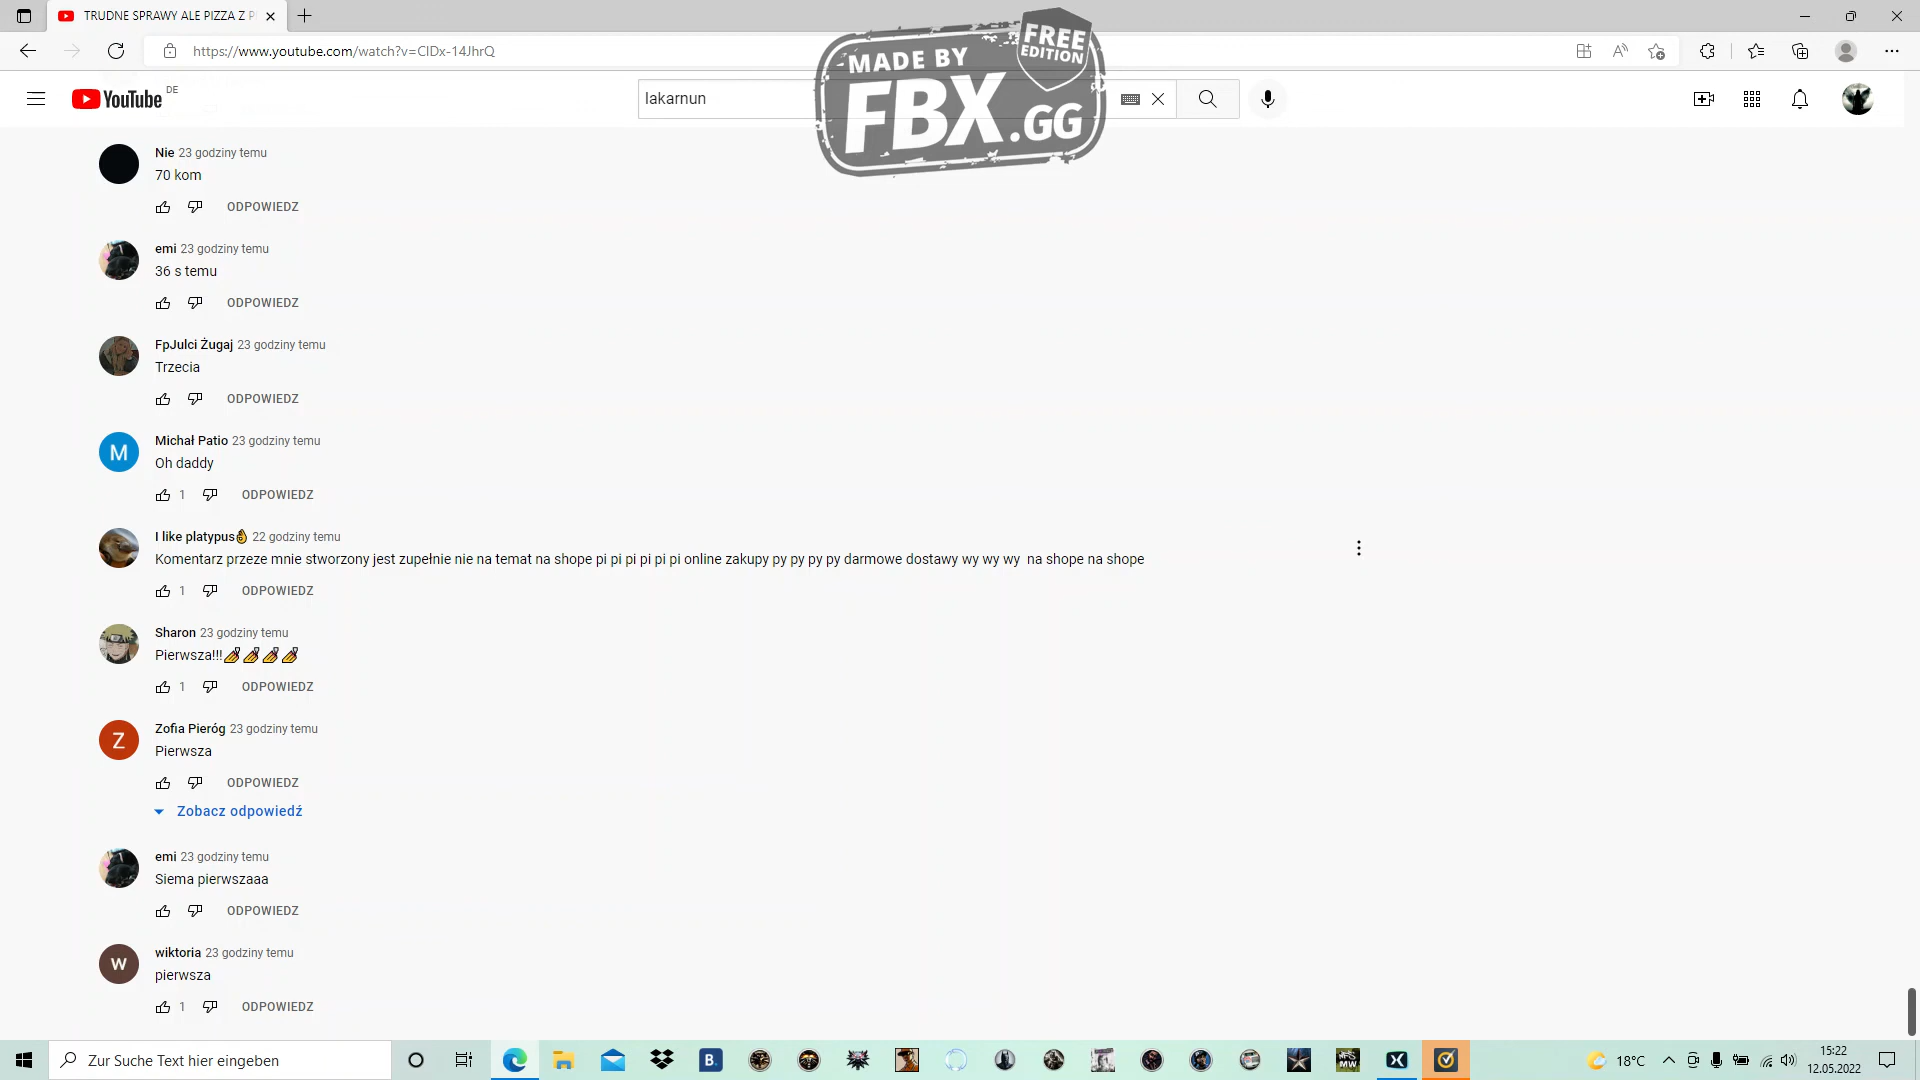 TRUDNE SPRAWY ALE PIZZA Z P
https://www.youtube.com/watch?v=CIDx-14JhrQ
MADE BY
FBX.GG
FREE
EDITION
YouTube DE
lakarnun
Nie 23 godziny temu
70 kom
ODPOWIEDZ
emi 23 godziny temu
36 s temu
ODPOWIEDZ
FpJulci Żugaj 23 godziny temu
Trzecia
ODPOWIEDZ
M
Michał Patio 23 godziny temu
Oh daddy
1 ODPOWIEDZ
I like platypus👌 22 godziny temu
Komentarz przeze mnie stworzony jest zupełnie nie na temat na shope pi pi pi pi pi pi online zakupy py py py py darmowe dostawy wy wy wy  na shope na shope
1 ODPOWIEDZ
Sharon 23 godziny temu
Pierwsza!!!💅💅💅💅
1 ODPOWIEDZ
Z
Zofia Pieróg 23 godziny temu
Pierwsza
ODPOWIEDZ
Zobacz odpowiedź
emi 23 godziny temu
Siema pierwszaaa
ODPOWIEDZ
w
wiktoria 23 godziny temu
pierwsza
1 ODPOWIEDZ
Zur Suche Text hier eingeben
B.
MW
18°C
15:22
12.05.2022